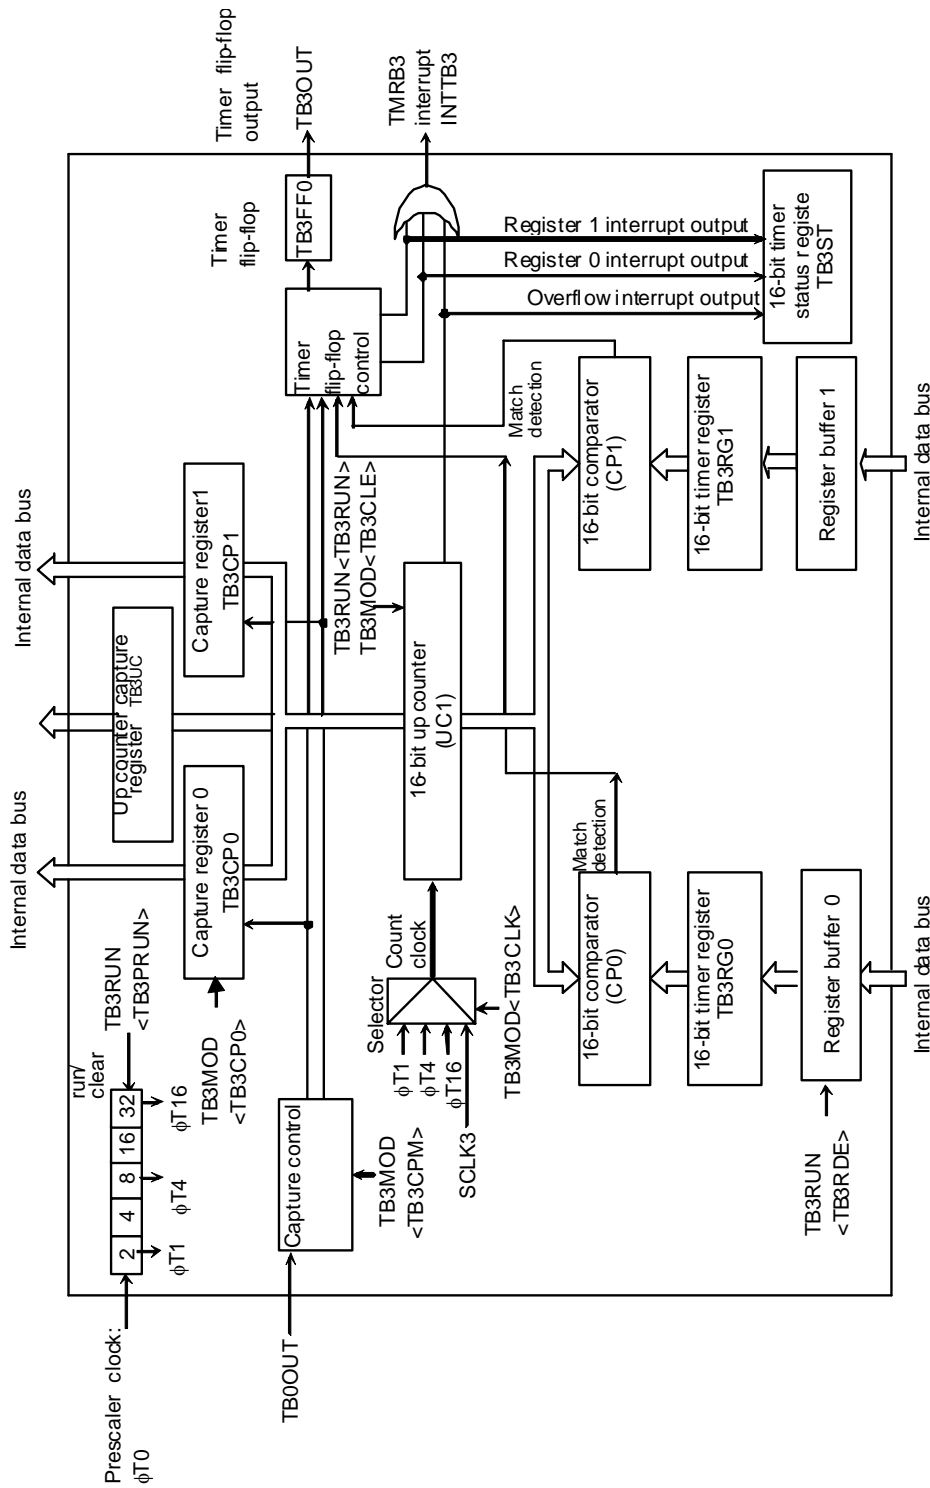 Prescaler clock:
ϕT0
2
4
8
16
32
run/
clear
TB3RUN
<TB3PRUN>
ϕT1
ϕT4
ϕT16
Internal data bus
Internal data bus
TB3MOD
<TB3CP0>
Capture register 0
TB3CP0
Up counter capture
register TB3UC
Capture register1
TB3CP1
TB0OUT
Capture control
TB3MOD
<TB3CPM>
Timer
flip-flop
control
Timer
flip-flop
TB3FF0
Timer flip-flop
output
TB3OUT
TB3RUN<TB3RUN>
TB3MOD<TB3CLE>
Selector
ϕT1
ϕT4
ϕT16
SCLK3
Count
clock
TB3MOD<TB3CLK>
16-bit up counter
(UC1)
TMRB3
interrupt
INTTB3
Match
detection
Match
detection
Register 1 interrupt output
Register 0 interrupt output
Overflow interrupt output
16-bit comparator
(CP0)
16-bit comparator
(CP1)
16-bit timer register
TB3RG0
16-bit timer register
TB3RG1
16-bit timer
status registe
TB3ST
Register buffer 0
Register buffer 1
TB3RUN
<TB3RDE>
Internal data bus
Internal data bus